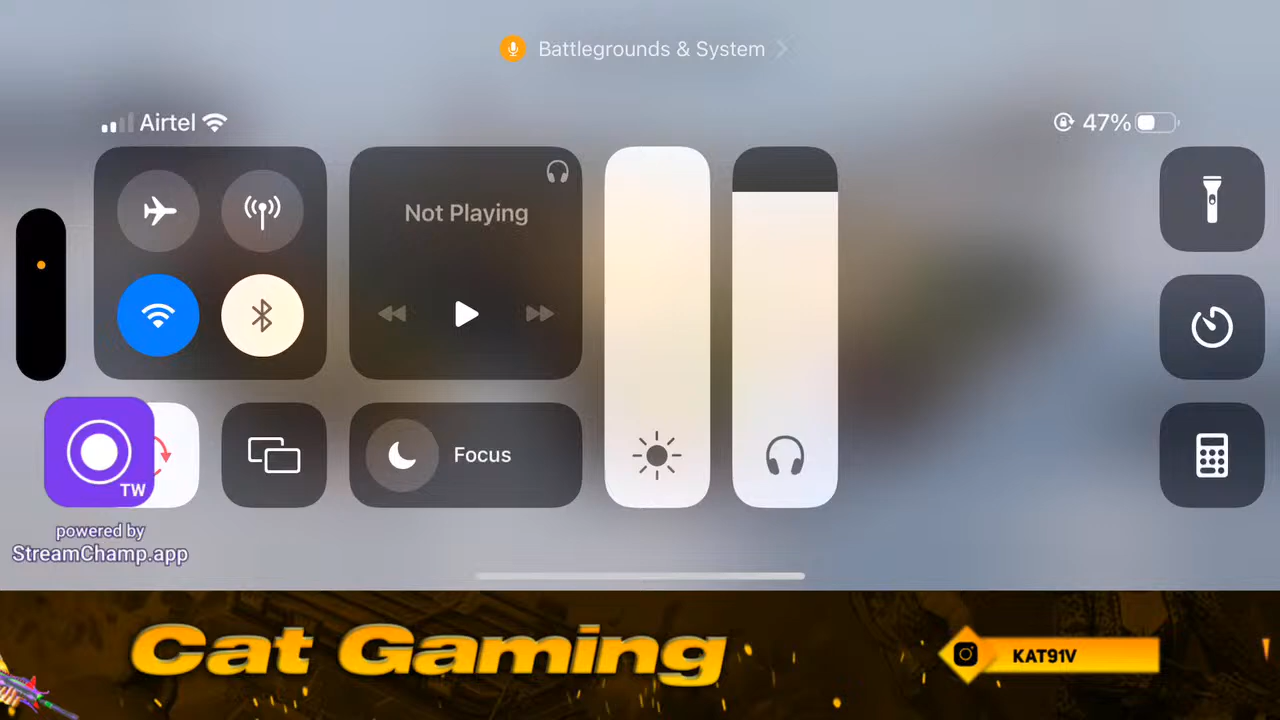 Battlegrounds & System
Airtel
47%
Not Playing
Focus
TW
powered by
StreamChamp.app
Cat Gaming
KAT91V